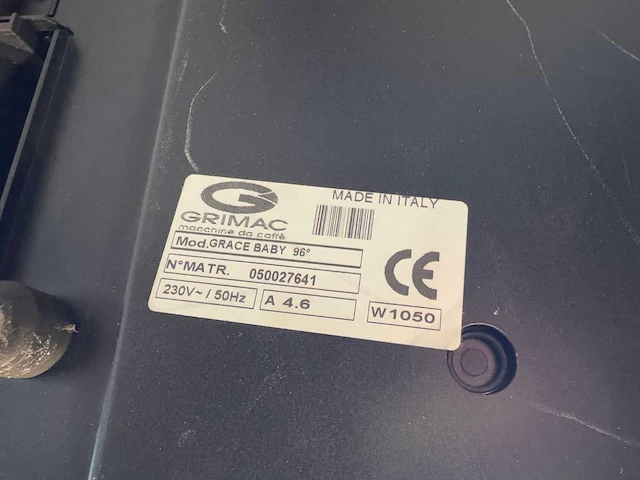 GRIMAC
macchine da caffè
MADE IN ITALY
Mod.GRACE BABY 96°
N°MATR. 050027641
230V~ / 50Hz
A 4.6
W1050
CE